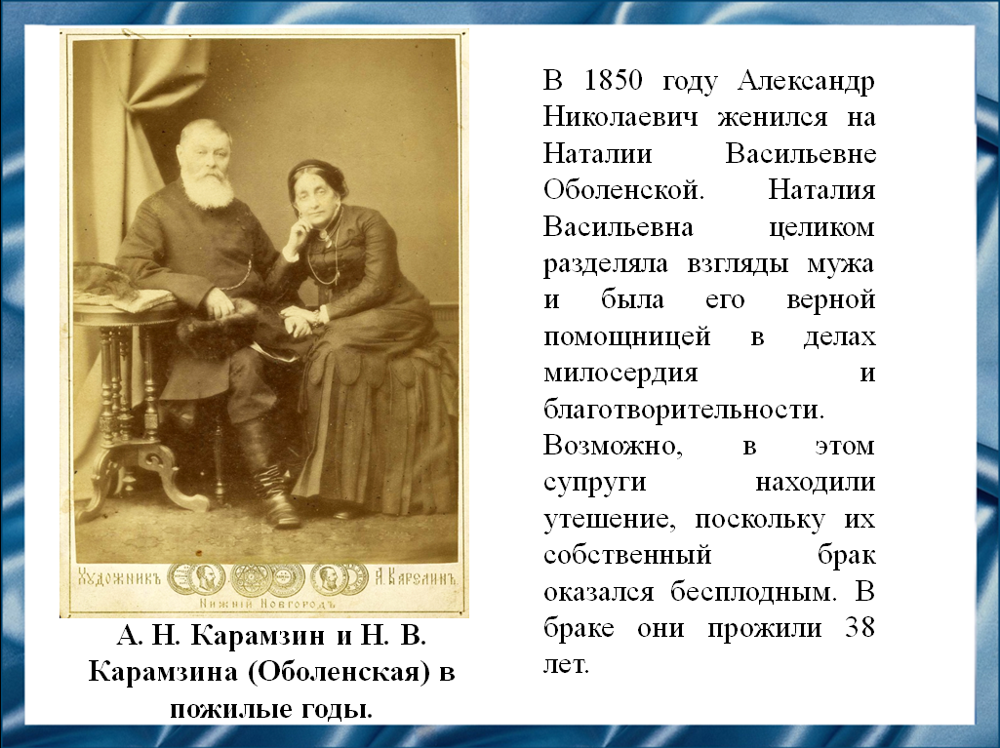 Художникъ А. Карелинъ.
Нижній Новгородъ
А. Н. Карамзин и Н. В.
Карамзина (Оболенская) в
пожилые годы.
В 1850 году Александр
Николаевич женился на
Наталии Васильевне
Оболенской. Наталия
Васильевна целиком
разделяла взгляды мужа
и была его верной
помощницей в делах
милосердия и
благотворительности.
Возможно, в этом
супруги находили
утешение, поскольку их
собственный брак
оказался бесплодным. В
браке они прожили 38
лет.